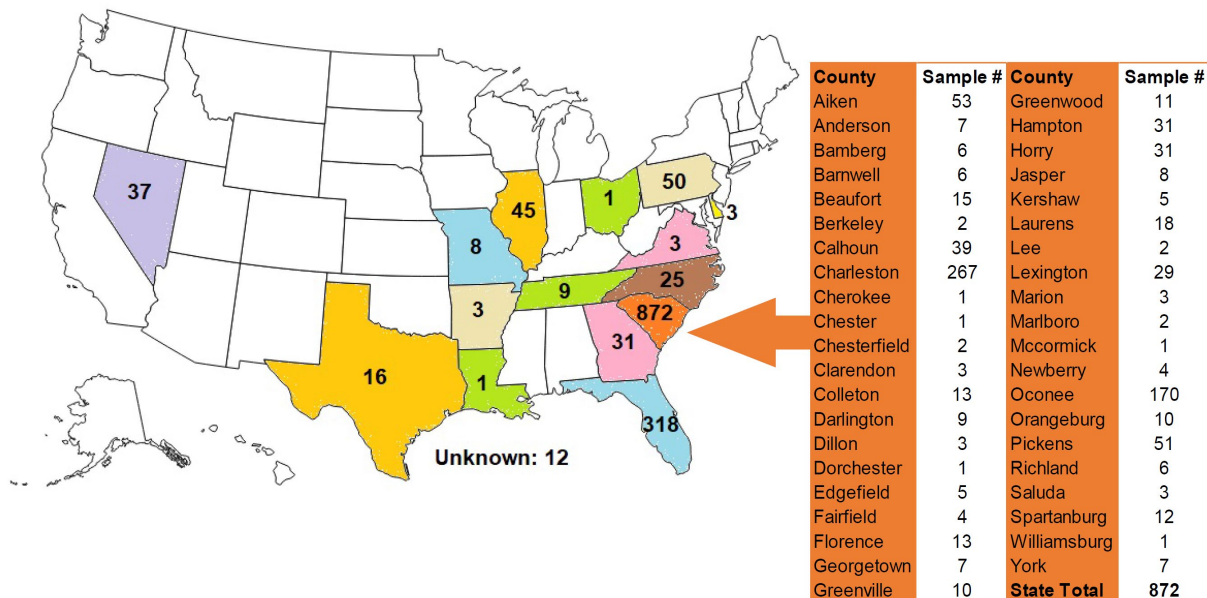 County Sample # County Sample #
Aiken 53 Greenwood 11
Anderson 7 Hampton 31
Bamberg 6 Horry 31
Barnwell 6 Jasper 8
Beaufort 15 Kershaw 5
Berkeley 2 Laurens 18
Calhoun 39 Lee 2
Charleston 267 Lexington 29
Cherokee 1 Marion 3
Chester 1 Marlboro 2
Chesterfield 2 Mccormick 1
Clarendon 3 Newberry 4
Colleton 13 Oconee 170
Darlington 9 Orangeburg 10
Dillon 3 Pickens 51
Dorchester 1 Richland 6
Edgefield 5 Saluda 3
Fairfield 4 Spartanburg 12
Florence 13 Williamsburg 1
Georgetown 7 York 7
Greenville 10 State Total 872
37
45
1
50
3
8
3
9
25
3
872
31
16
1
318
Unknown: 12